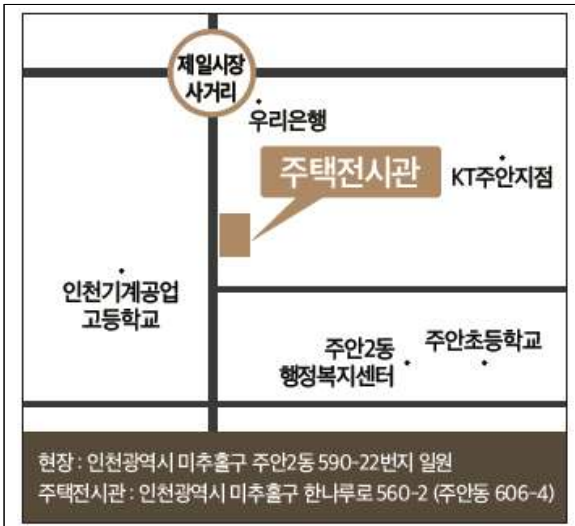 제일시장
사거리
우리은행
주택전시관
KT주안지점
인천기계공업
고등학교
주안2동
행정복지센터
주안초등학교
현장 : 인천광역시 미추홀구 주안2동 590-22번지 일원
주택전시관 : 인천광역시 미추홀구 한나루로 560-2 (주안동 606-4)